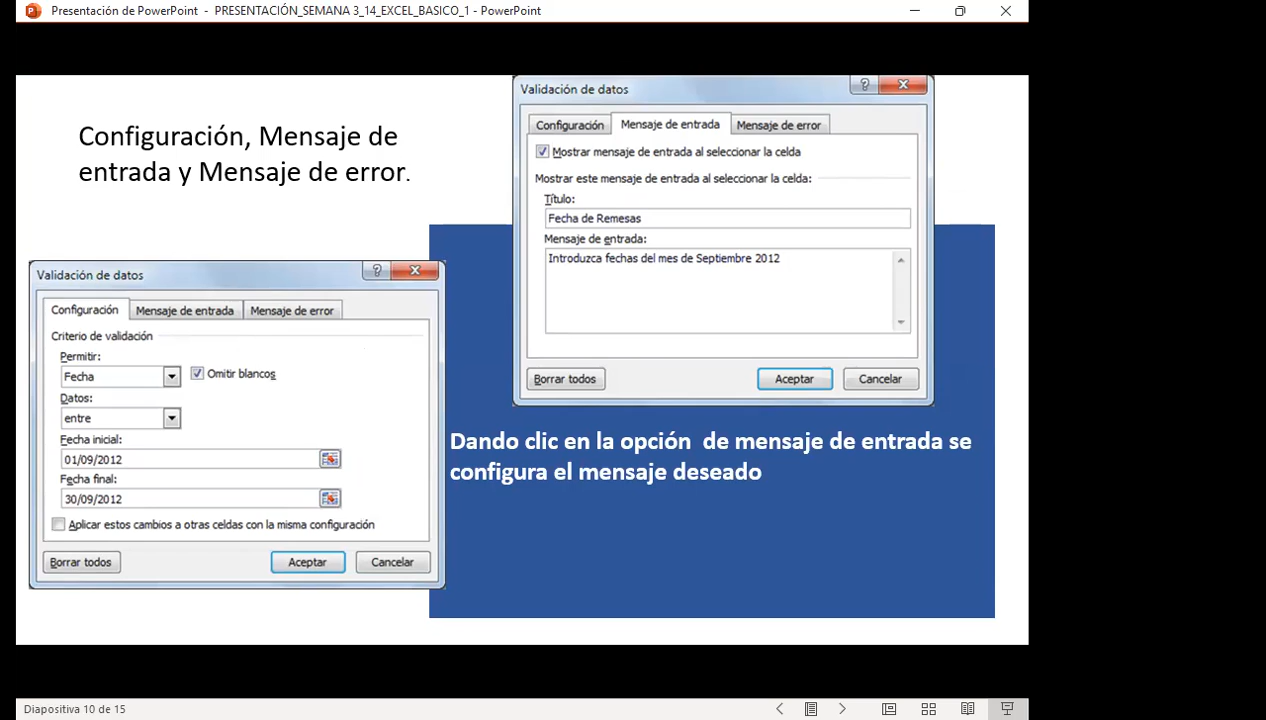 Presentación de PowerPoint - PRESENTACIÓN_SEMANA 3_14_EXCEL_BASICO_1 - PowerPoint
Configuración, Mensaje de
entrada y Mensaje de error.
Validación de datos
Configuración Mensaje de entrada Mensaje de error
Mostrar mensaje de entrada al seleccionar la celda
Mostrar este mensaje de entrada al seleccionar la celda:
Título:
Fecha de Remesas
Mensaje de entrada:
Introduzca fechas del mes de Septiembre 2012
Borrar todos Aceptar Cancelar
Validación de datos
Configuración Mensaje de entrada Mensaje de error
Criterio de validación
Permitir:
Fecha Omitir blancos
Datos:
entre
Fecha inicial:
01/09/2012
Fecha final:
30/09/2012
Aplicar estos cambios a otras celdas con la misma configuración
Borrar todos Aceptar Cancelar
Dando clic en la opción de mensaje de entrada se
configura el mensaje deseado
Diapositiva 10 de 15